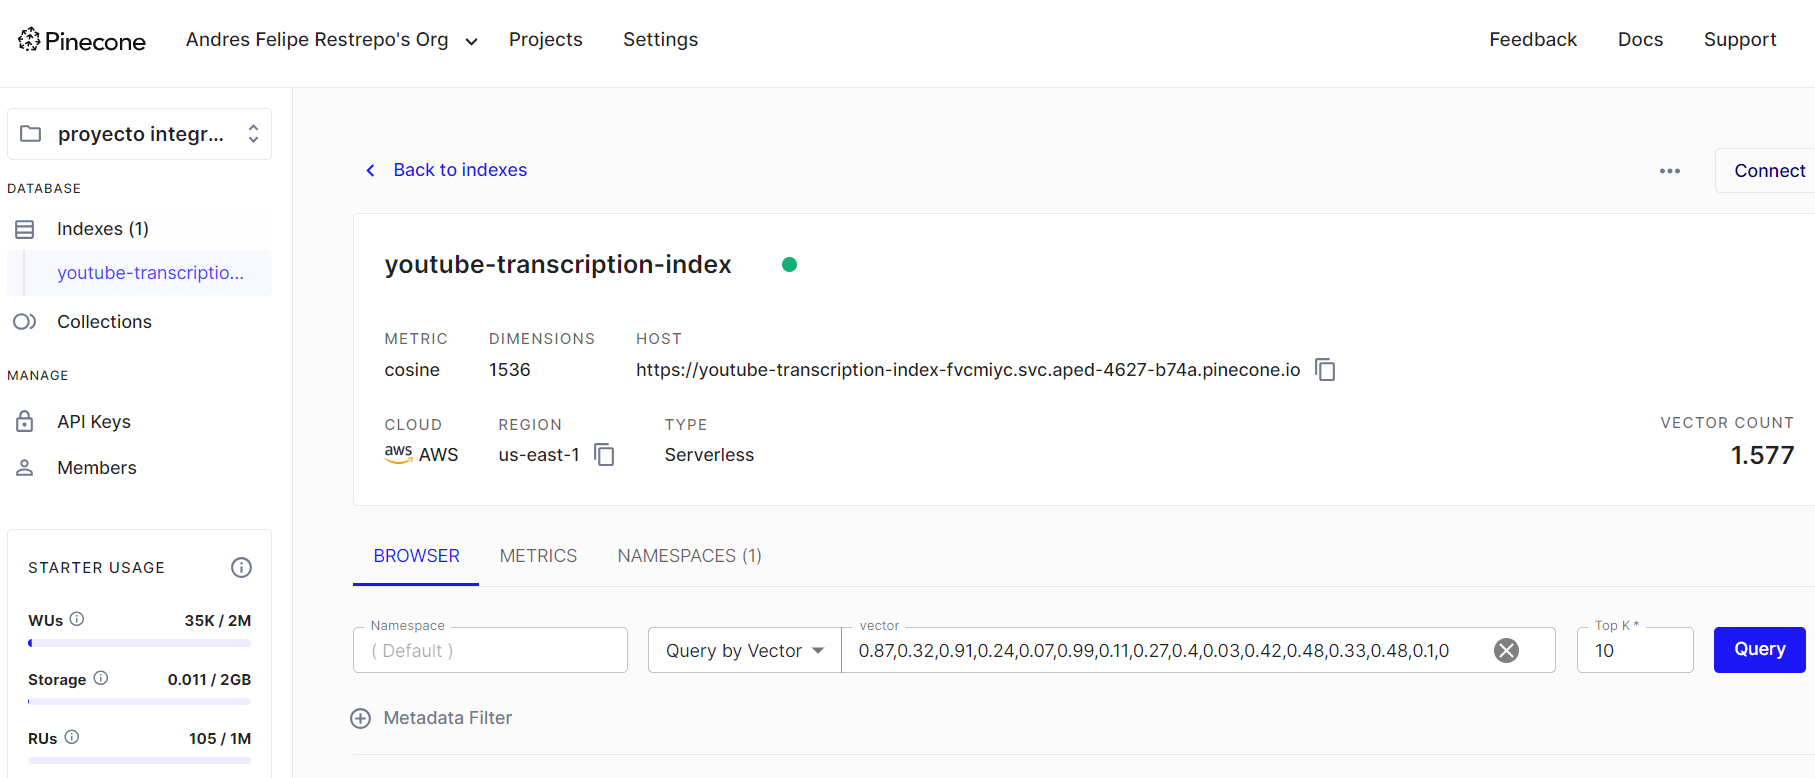 Pinecone Andres Felipe Restrepo's Org Projects Settings Feedback Docs Support
proyecto integr...
DATABASE
Indexes (1)
youtube-transcriptio...
Collections
MANAGE
API Keys
Members
STARTER USAGE
WUs 35K / 2M
Storage 0.011 / 2GB
RUs 105 / 1M
Back to indexes
Connect
youtube-transcription-index
METRIC DIMENSIONS HOST
cosine 1536 https://youtube-transcription-index-fvcmiyc.svc.aped-4627-b74a.pinecone.io
CLOUD REGION TYPE
aws AWS us-east-1 Serverless
VECTOR COUNT
1.577
BROWSER METRICS NAMESPACES (1)
Namespace vector Top K *
( Default ) Query by Vector 0.87,0.32,0.91,0.24,0.07,0.99,0.11,0.27,0.4,0.03,0.42,0.48,0.33,0.48,0.1,0 10 Query
Metadata Filter